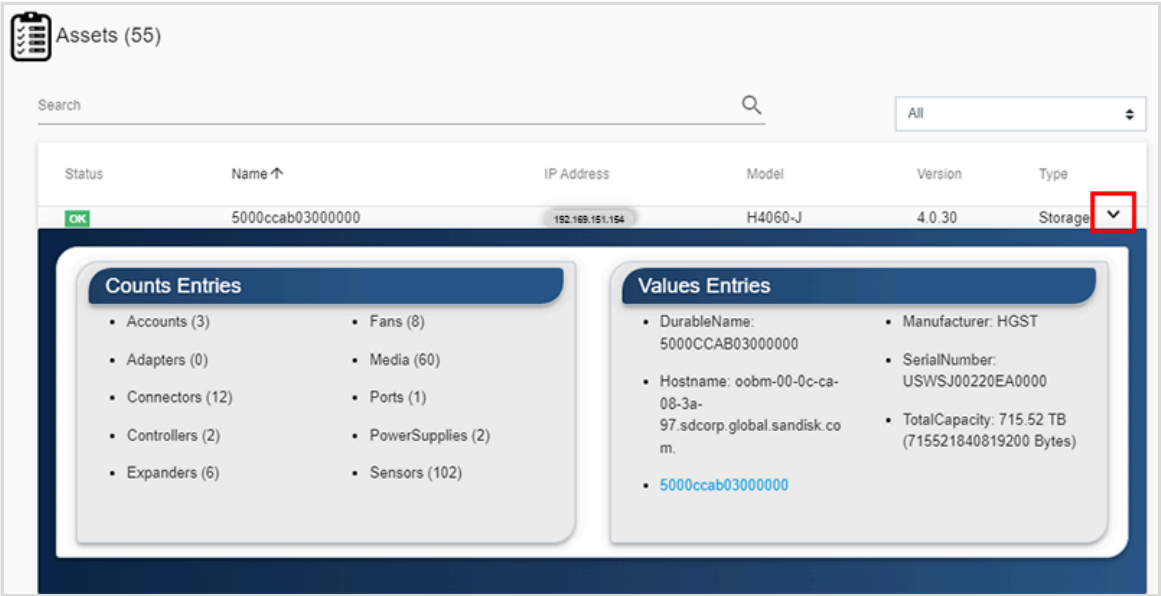 Assets (55)
Search
All
Status Name IP Address Model Version Type
OK 5000ccab03000000 192.169.151.154 H4060-J 4.0.30 Storage
Counts Entries
Accounts (3)
Adapters (0)
Connectors (12)
Controllers (2)
Expanders (6)
Fans (8)
Media (60)
Ports (1)
PowerSupplies (2)
Sensors (102)
Values Entries
DurableName:
5000CCAB03000000
Hostname: oobm-00-0c-ca-
08-3a-
97.sdcorp.global.sandisk.co
m.
5000ccab03000000
Manufacturer: HGST
SerialNumber:
USWSJ00220EA0000
TotalCapacity: 715.52 TB
(715521840819200 Bytes)